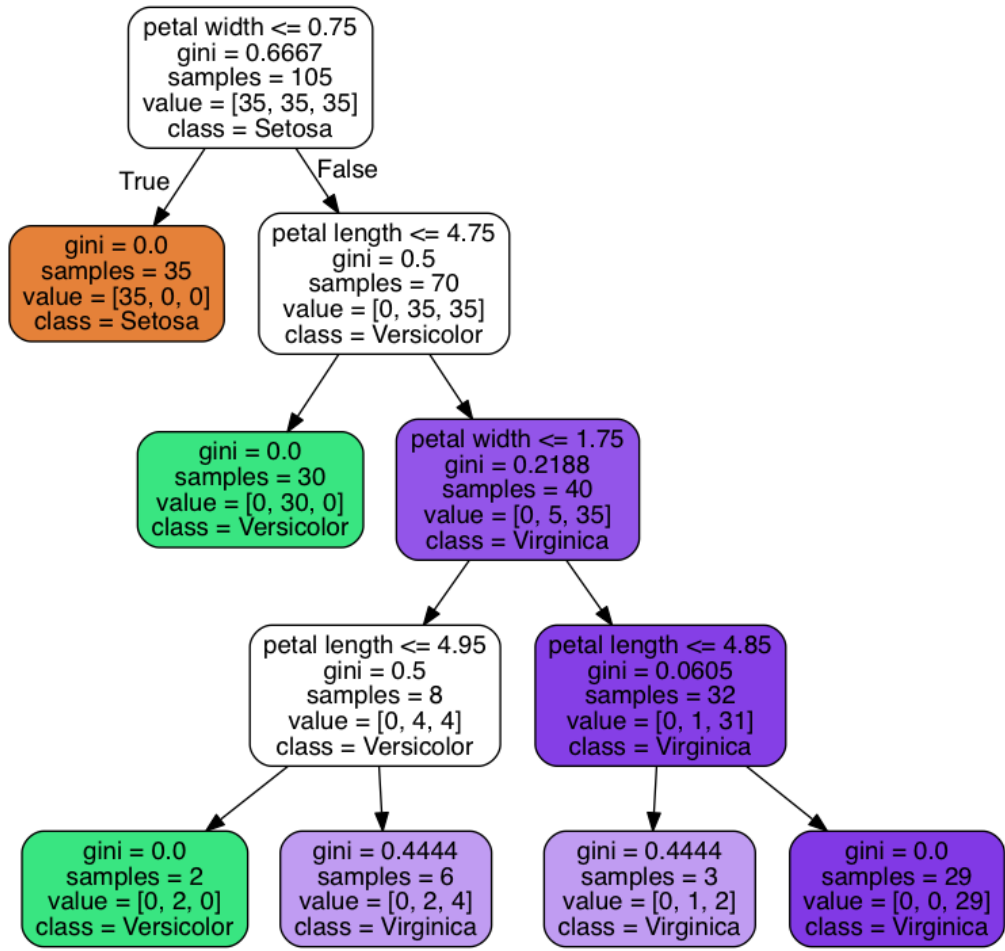 petal width <= 0.75
gini = 0.6667
samples = 105
value = [35, 35, 35]
class = Setosa
True
False
gini = 0.0
samples = 35
value = [35, 0, 0]
class = Setosa
petal length <= 4.75
gini = 0.5
samples = 70
value = [0, 35, 35]
class = Versicolor
gini = 0.0
samples = 30
value = [0, 30, 0]
class = Versicolor
petal width <= 1.75
gini = 0.2188
samples = 40
value = [0, 5, 35]
class = Virginica
petal length <= 4.95
gini = 0.5
samples = 8
value = [0, 4, 4]
class = Versicolor
petal length <= 4.85
gini = 0.0605
samples = 32
value = [0, 1, 31]
class = Virginica
gini = 0.0
samples = 2
value = [0, 2, 0]
class = Versicolor
gini = 0.4444
samples = 6
value = [0, 2, 4]
class = Virginica
gini = 0.4444
samples = 3
value = [0, 1, 2]
class = Virginica
gini = 0.0
samples = 29
value = [0, 0, 29]
class = Virginica